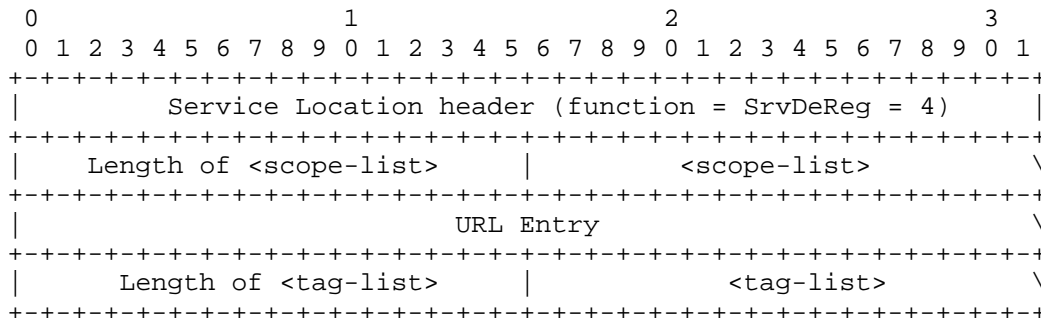 0                   1                   2                   3
 0 1 2 3 4 5 6 7 8 9 0 1 2 3 4 5 6 7 8 9 0 1 2 3 4 5 6 7 8 9 0 1
+-+-+-+-+-+-+-+-+-+-+-+-+-+-+-+-+-+-+-+-+-+-+-+-+-+-+-+-+-+-+-+-+
|         Service Location header (function = SrvDeReg = 4)     |
+-+-+-+-+-+-+-+-+-+-+-+-+-+-+-+-+-+-+-+-+-+-+-+-+-+-+-+-+-+-+-+-+
|    Length of <scope-list>     |         <scope-list>          \
+-+-+-+-+-+-+-+-+-+-+-+-+-+-+-+-+-+-+-+-+-+-+-+-+-+-+-+-+-+-+-+-+
|                           URL Entry                           \
+-+-+-+-+-+-+-+-+-+-+-+-+-+-+-+-+-+-+-+-+-+-+-+-+-+-+-+-+-+-+-+-+
|      Length of <tag-list>     |            <tag-list>         \
+-+-+-+-+-+-+-+-+-+-+-+-+-+-+-+-+-+-+-+-+-+-+-+-+-+-+-+-+-+-+-+-+